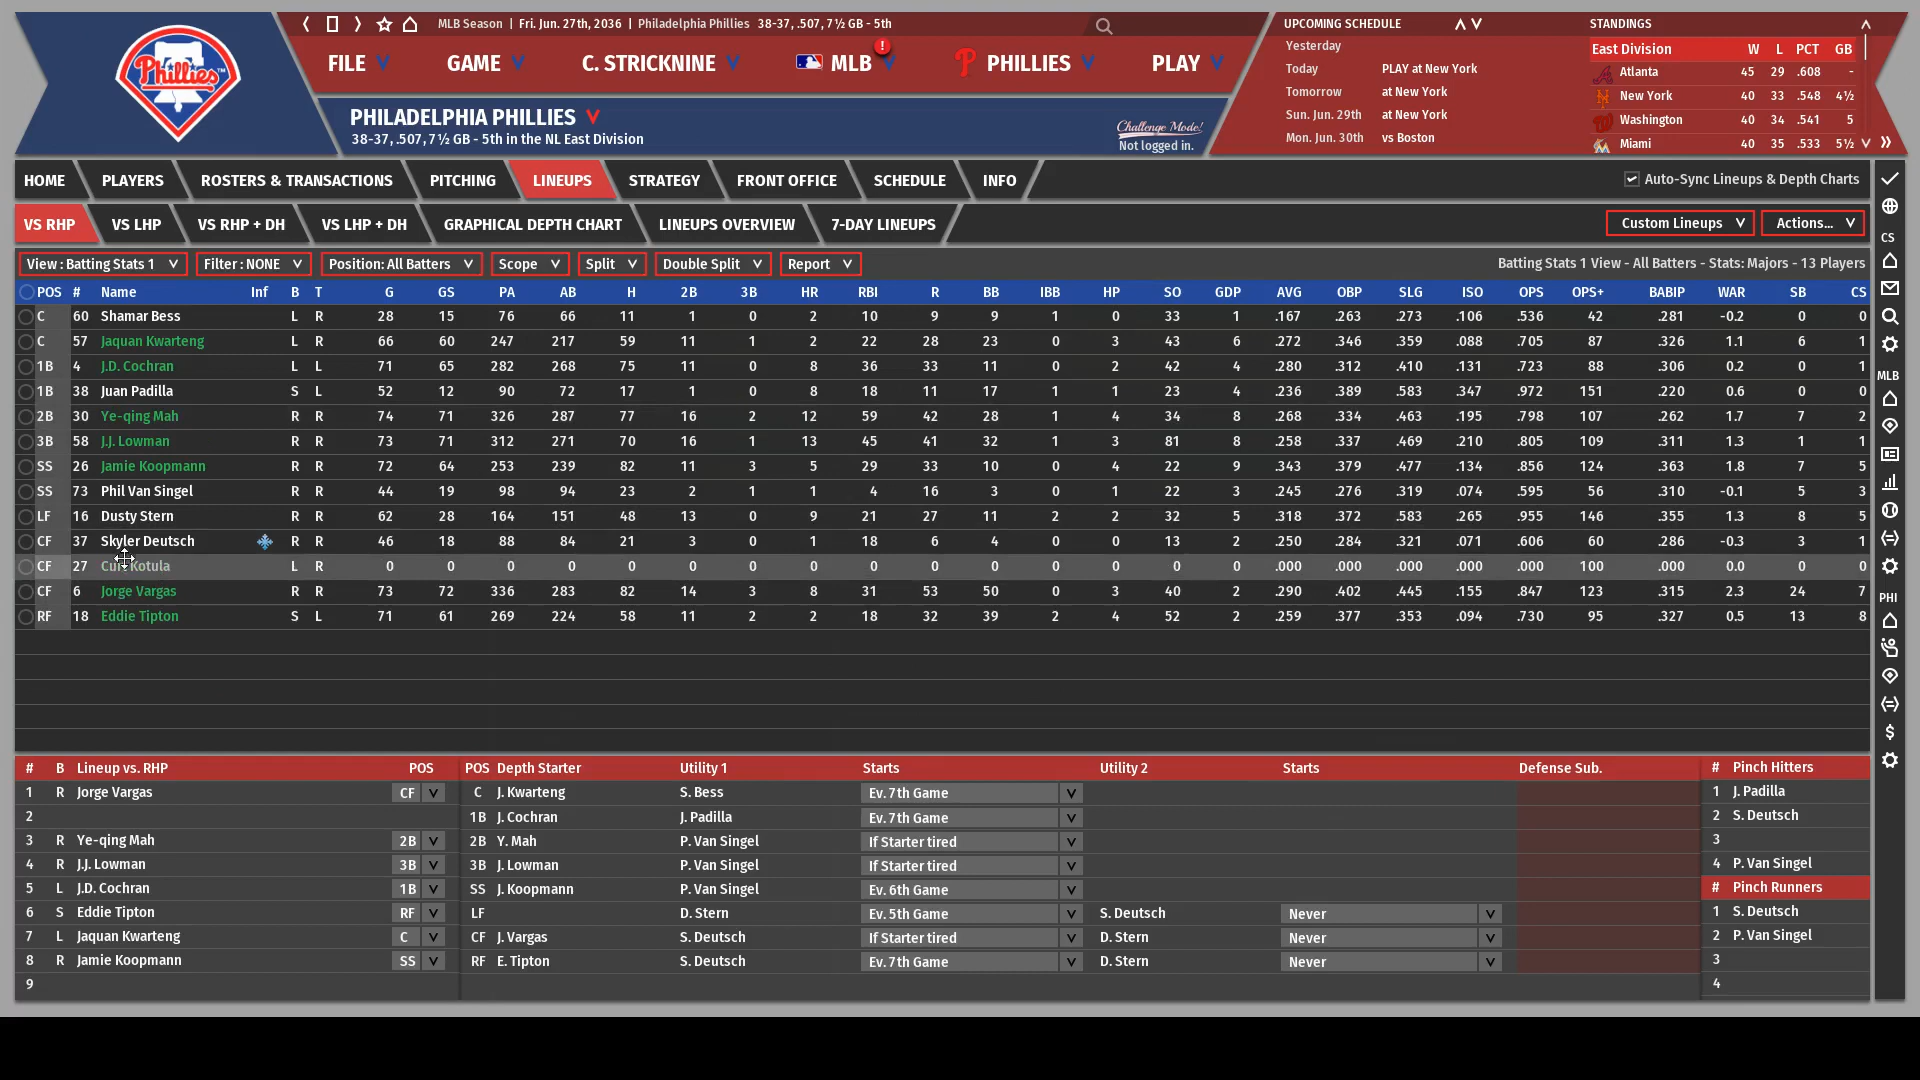 Phillies
MLB Season | Fri. Jun. 27th, 2036 | Philadelphia Phillies 38-37, .507, 7½ GB - 5th
FILE GAME C. STRICKNINE MLB ! PHILLIES PLAY
PHILADELPHIA PHILLIES
38-37, .507, 7½ GB - 5th in the NL East Division
Challenge Mode!
Not logged in.
UPCOMING SCHEDULE
Yesterday
Today PLAY at New York
Tomorrow at New York
Sun. Jun. 29th at New York
Mon. Jun. 30th vs Boston
STANDINGS
East Division W L PCT GB
Atlanta 45 29 .608 -
New York 40 33 .548 4½
Washington 40 34 .541 5
Miami 40 35 .533 5½
HOME PLAYERS ROSTERS & TRANSACTIONS PITCHING LINEUPS STRATEGY FRONT OFFICE SCHEDULE INFO
Auto-Sync Lineups & Depth Charts
VS RHP VS LHP VS RHP + DH VS LHP + DH GRAPHICAL DEPTH CHART LINEUPS OVERVIEW 7-DAY LINEUPS
Custom Lineups Actions...
View : Batting Stats 1 Filter : NONE Position: All Batters Scope Split Double Split Report
Batting Stats 1 View - All Batters - Stats: Majors - 13 Players
POS # Name Inf B T G GS PA AB H 2B 3B HR RBI R BB IBB HP SO GDP AVG OBP SLG ISO OPS OPS+ BABIP WAR SB CS
C 60 Shamar Bess L R 28 15 76 66 11 1 0 2 10 9 9 1 0 33 1 .167 .263 .273 .106 .536 42 .281 -0.2 0 0
C 57 Jaquan Kwarteng L R 66 60 247 217 59 11 1 2 22 28 23 0 3 43 6 .272 .346 .359 .088 .705 87 .326 1.1 6 1
1B 4 J.D. Cochran L L 71 65 282 268 75 11 0 8 36 33 11 0 2 42 4 .280 .312 .410 .131 .723 88 .306 0.2 0 1
1B 38 Juan Padilla S L 52 12 90 72 17 1 0 8 18 11 17 1 1 23 4 .236 .389 .583 .347 .972 151 .220 0.6 0 0
2B 30 Ye-qing Mah R R 74 71 326 287 77 16 2 12 59 42 28 1 4 34 8 .268 .334 .463 .195 .798 107 .262 1.7 7 2
3B 58 J.J. Lowman R R 73 71 312 271 70 16 1 13 45 41 32 1 3 81 8 .258 .337 .469 .210 .805 109 .311 1.3 1 1
SS 26 Jamie Koopmann R R 72 64 253 239 82 11 3 5 29 33 10 0 4 22 9 .343 .379 .477 .134 .856 124 .363 1.8 7 5
SS 73 Phil Van Singel R R 44 19 98 94 23 2 1 1 4 16 3 0 1 22 3 .245 .276 .319 .074 .595 56 .310 -0.1 5 3
LF 16 Dusty Stern R R 62 28 164 151 48 13 0 9 21 27 11 2 2 32 5 .318 .372 .583 .265 .955 146 .355 1.3 8 5
CF 37 Skyler Deutsch R R 46 18 88 84 21 3 0 1 18 6 4 0 0 13 2 .250 .284 .321 .071 .606 60 .286 -0.3 3 1
CF 27 Kotula L R 0 0 0 0 0 0 0 0 0 0 0 0 0 0 0 .000 .000 .000 .000 .000 100 .000 0.0 0 0
CF 6 Jorge Vargas R R 73 72 336 283 82 14 3 8 31 53 50 0 3 40 2 .290 .402 .445 .155 .847 123 .315 2.3 24 7
RF 18 Eddie Tipton S L 71 61 269 224 58 11 2 2 18 32 39 2 4 52 2 .259 .377 .353 .094 .730 95 .327 0.5 13 8
CS
MLB
PHI
# B Lineup vs. RHP POS
1 R Jorge Vargas CF
2
3 R Ye-qing Mah 2B
4 R J.J. Lowman 3B
5 L J.D. Cochran 1B
6 S Eddie Tipton RF
7 L Jaquan Kwarteng C
8 R Jamie Koopmann SS
9
POS Depth Starter Utility 1 Starts Utility 2 Starts Defense Sub.
C J. Kwarteng S. Bess Ev. 7th Game
1B J. Cochran J. Padilla Ev. 7th Game
2B Y. Mah P. Van Singel If Starter tired
3B J. Lowman P. Van Singel If Starter tired
SS J. Koopmann P. Van Singel Ev. 6th Game
LF D. Stern Ev. 5th Game S. Deutsch Never
CF J. Vargas S. Deutsch If Starter tired D. Stern Never
RF E. Tipton S. Deutsch Ev. 7th Game D. Stern Never
# Pinch Hitters
1 J. Padilla
2 S. Deutsch
3
4 P. Van Singel
# Pinch Runners
1 S. Deutsch
2 P. Van Singel
3
4